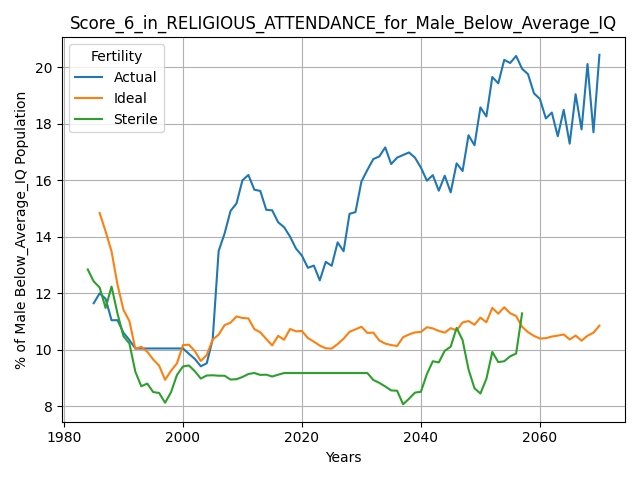 Score_6_in_RELIGIOUS_ATTENDANCE_for_Male_Below_Average_IQ
Fertility
Actual
Ideal
Sterile
% of Male Below_Average_IQ Population
20
18
16
14
12
10
8
1980
2000
2020
2040
2060
Years